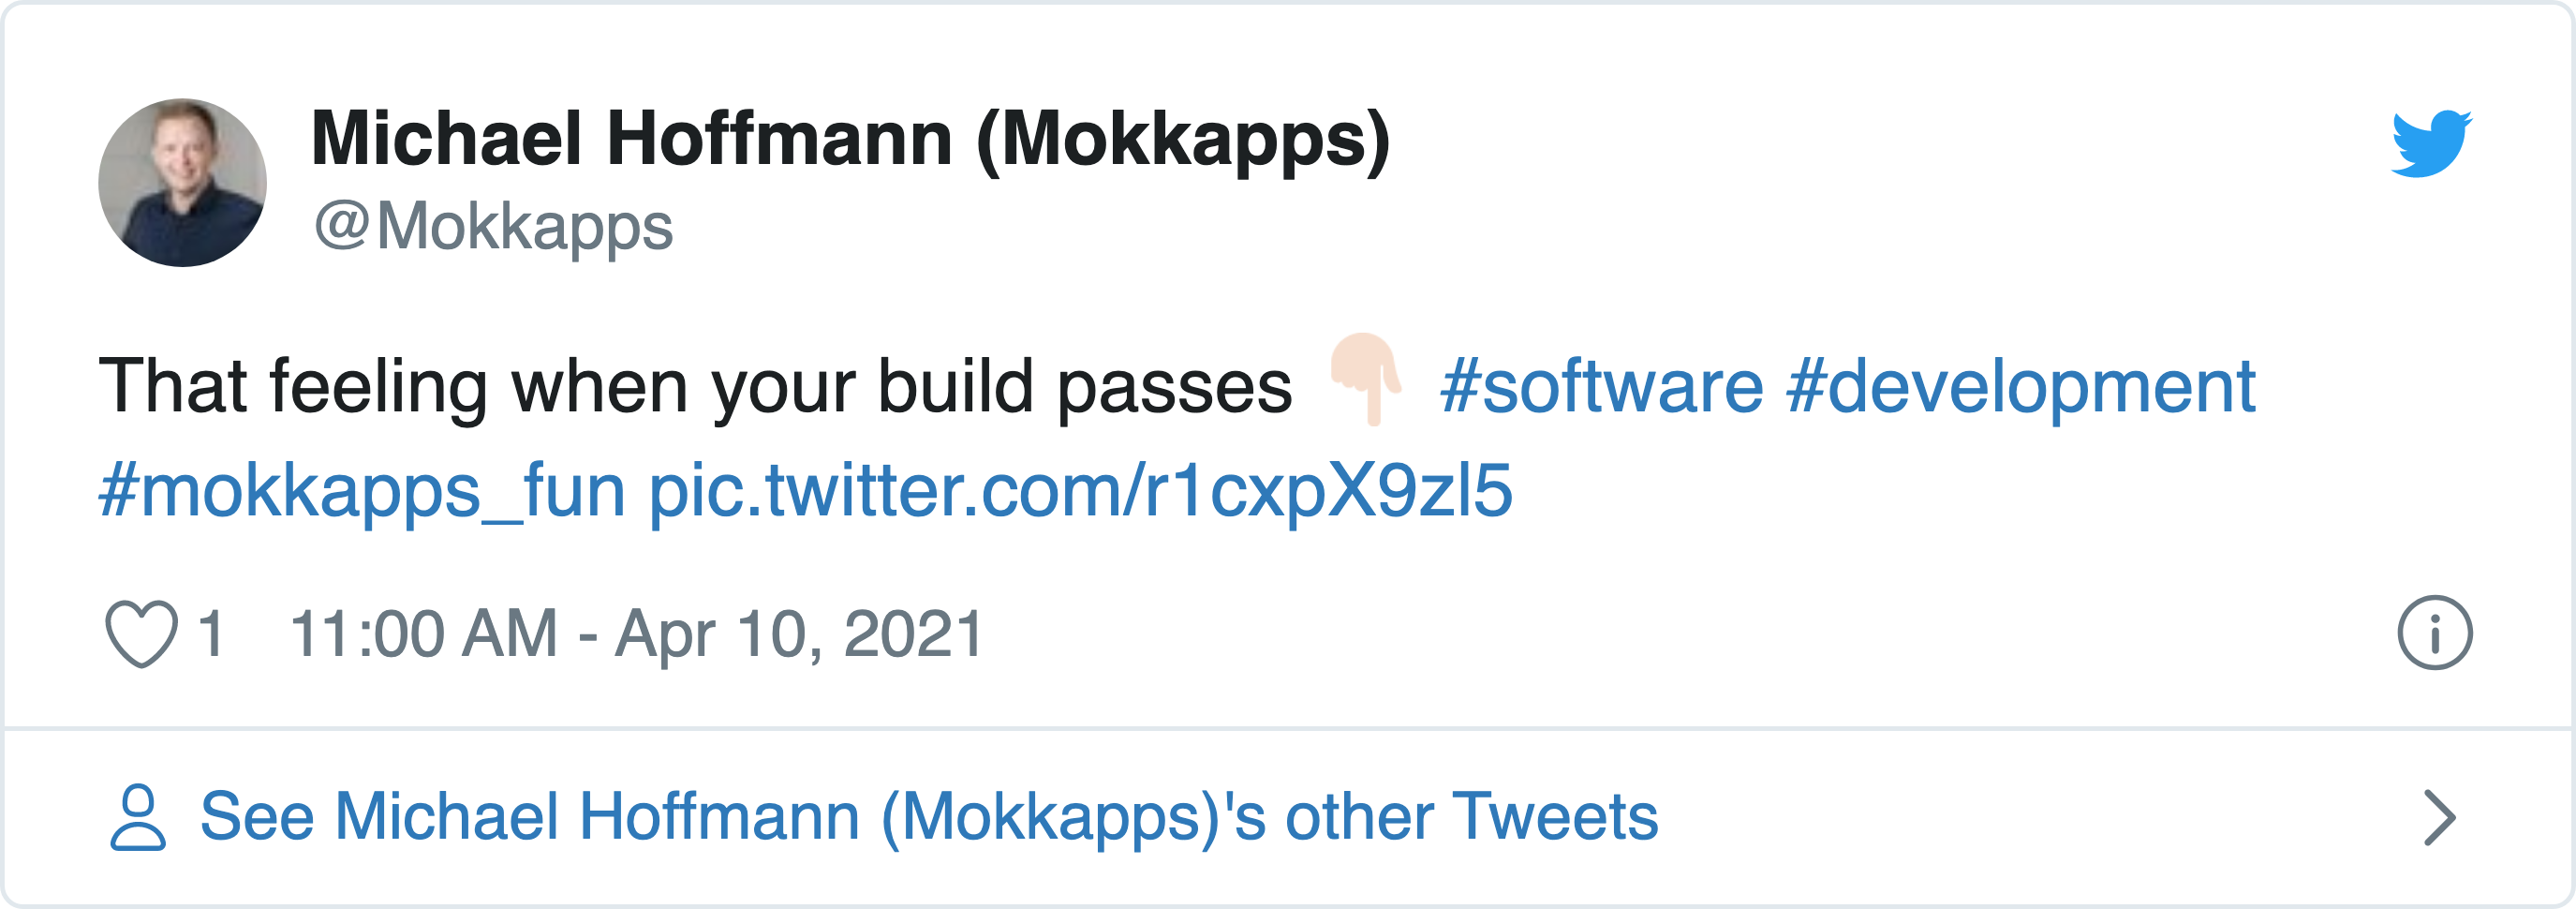 Michael Hoffmann (Mokkapps)
@Mokkapps
That feeling when your build passes 👇🏻 #software #development
#mokkapps_fun pic.twitter.com/r1cxpX9zl5
1 11:00 AM - Apr 10, 2021
See Michael Hoffmann (Mokkapps)'s other Tweets